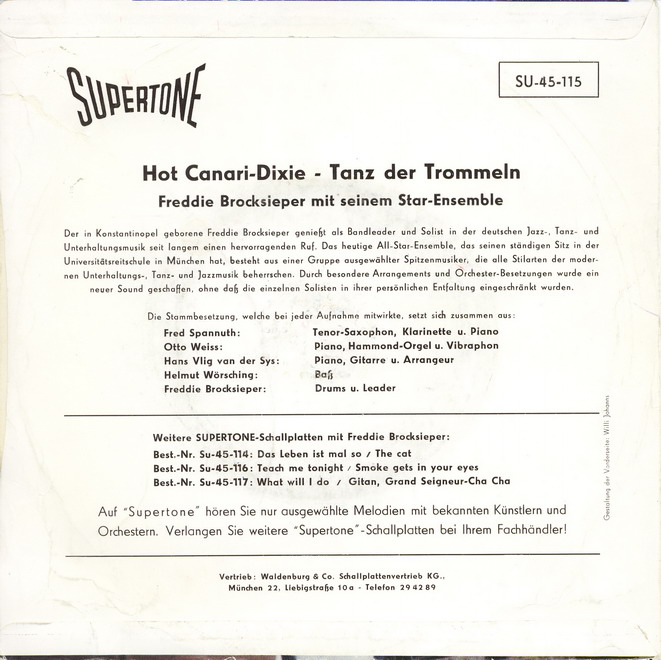 SUPERTONE
SU-45-115
Hot Canari-Dixie - Tanz der Trommeln
Freddie Brocksieper mit seinem Star-Ensemble
Der in Konstantinopel geborene Freddie Brocksieper genießt als Bandleader und Solist in der deutschen Jazz-, Tanz- und
Unterhaltungsmusik seit langem einen hervorragenden Ruf. Das heutige All-Star-Ensemble, das seinen ständigen Sitz in der
Universitätsreitschule in München hat, besteht aus einer Gruppe ausgewählter Spitzenmusiker, die alle Stilarten der moder-
nen Unterhaltungs-, Tanz- und Jazzmusik beherrschen. Durch besondere Arrangements und Orchester-Besetzungen wurde ein
neuer Sound geschaffen, ohne daß die einzelnen Solisten in ihrer persönlichen Entfaltung eingeschränkt wurden.
Die Stammbesetzung, welche bei jeder Aufnahme mitwirkte, setzt sich zusammen aus:
Fred Spannuth: Tenor-Saxophon, Klarinette u. Piano
Otto Weiss: Piano, Hammond-Orgel u. Vibraphon
Hans Vlig van der Sys: Piano, Gitarre u. Arrangeur
Helmut Wörsching: Baß
Freddie Brocksieper: Drums u. Leader
Weitere SUPERTONE-Schallplatten mit Freddie Brocksieper:
Best.-Nr. Su-45-114: Das Leben ist mal so / The cat
Best.-Nr. Su-45-116: Teach me tonight / Smoke gets in your eyes
Best.-Nr. Su-45-117: What will I do / Gitan, Grand Seigneur-Cha Cha
Auf "Supertone" hören Sie nur ausgewählte Melodien mit bekannten Künstlern und
Orchestern. Verlangen Sie weitere "Supertone"-Schallplatten bei Ihrem Fachhändler!
Gestaltung der Vorderseite: Willi Johanns
Vertrieb: Waldenburg & Co. Schallplattenvertrieb KG.,
München 22, Liebigstraße 10a - Telefon 294289